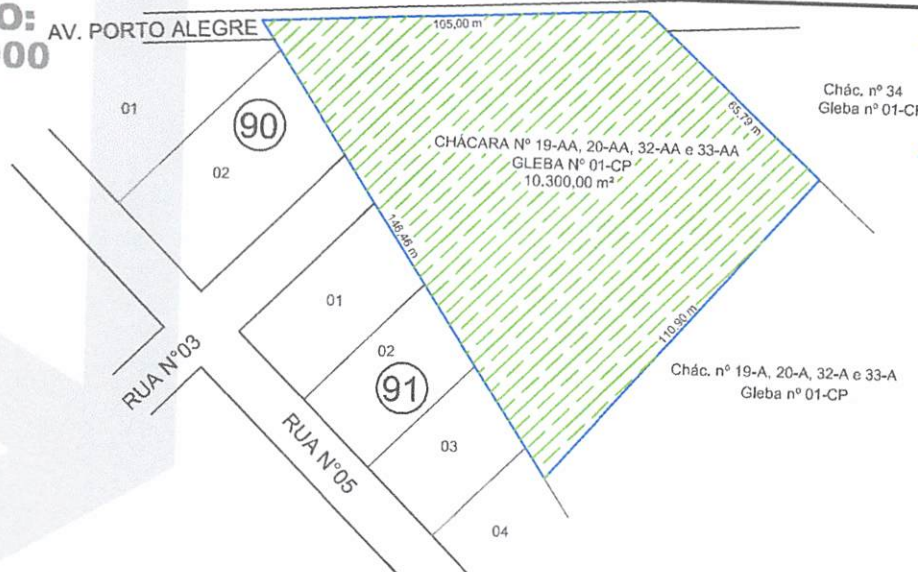 O:
000
AV. PORTO ALEGRE
105,00 m
65,79 m
Chác. nº 34
Gleba nº 01-CP
01
90
02
CHÁCARA Nº 19-AA, 20-AA, 32-AA e 33-AA
GLEBA Nº 01-CP
10.300,00 m²
146,46 m
110,90 m
01
02
91
03
04
RUA N°03
RUA N°05
Chác. nº 19-A, 20-A, 32-A e 33-A
Gleba nº 01-CP